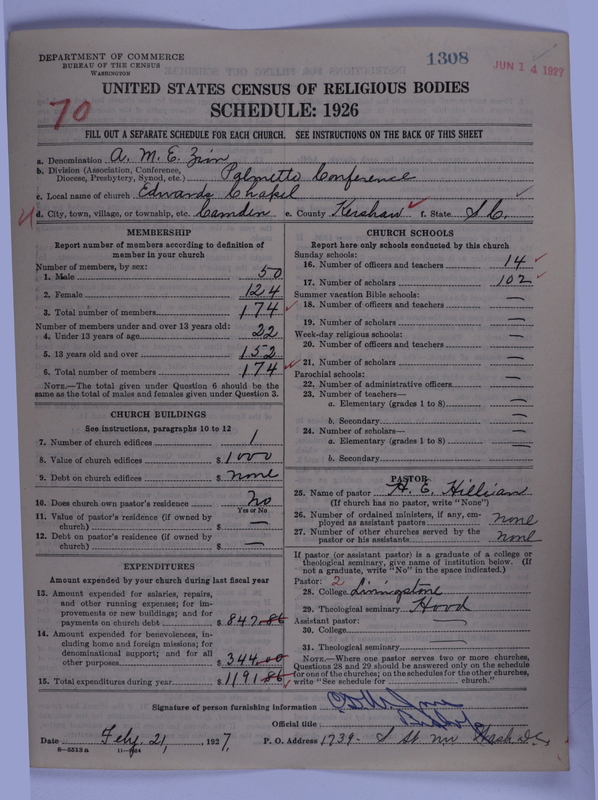 DEPARTMENT OF COMMERCE
BUREAU OF THE CENSUS
WASHINGTON
1308
JUN 14 1927
70
UNITED STATES CENSUS OF RELIGIOUS BODIES
SCHEDULE: 1926
FILL OUT A SEPARATE SCHEDULE FOR EACH CHURCH. SEE INSTRUCTIONS ON THE BACK OF THIS SHEET
a. Denomination A. M. E. Zion
b. Division (Association, Conference, Diocese, Presbytery, Synod, etc.) Palmetto Conference
c. Local name of church Edwards Chapel
d. City, town, village, or township, etc. Camden e. County Kershaw f. State S C.
MEMBERSHIP
Report number of members according to definition of
member in your church
Number of members, by sex:
1. Male 50
2. Female 124
3. Total number of members 174
Number of members under and over 13 years old:
4. Under 13 years of age 22
5. 13 years old and over 152
6. Total number of members 174
NOTE.—The total given under Question 6 should be the
same as the total of males and females given under Question 3.
CHURCH BUILDINGS
See instructions, paragraphs 10 to 12
7. Number of church edifices 1
8. Value of church edifices $ 1000
9. Debt on church edifices $ none
10. Does church own pastor's residence No
Yes or No
11. Value of pastor's residence (if owned by
church) $ —
12. Debt on pastor's residence (if owned by
church) $ —
EXPENDITURES
Amount expended by your church during last fiscal year
13. Amount expended for salaries, repairs,
and other running expenses; for im-
provements or new buildings; and for
payments on church debt $ 847.86
14. Amount expended for benevolences, in-
cluding home and foreign missions; for
denominational support; and for all
other purposes $ 344.00
15. Total expenditures during year $ 1191.86
CHURCH SCHOOLS
Report here only schools conducted by this church
Sunday schools:
16. Number of officers and teachers 14
17. Number of scholars 102
Summer vacation Bible schools:
18. Number of officers and teachers —
19. Number of scholars —
Week-day religious schools:
20. Number of officers and teachers —
21. Number of scholars —
Parochial schools:
22. Number of administrative officers —
23. Number of teachers—
a. Elementary (grades 1 to 8) —
b. Secondary —
24. Number of scholars—
a. Elementary (grades 1 to 8) —
b. Secondary —
PASTOR
25. Name of pastor H. E. Hillian
(If church has no pastor, write "None")
26. Number of ordained ministers, if any, em-
ployed as assistant pastors none
27. Number of other churches served by the
pastor or his assistants none
If pastor (or assistant pastor) is a graduate of a college or
theological seminary, give name of institution below. (If
not a graduate, write "No" in the space indicated.)
Pastor: 2
28. College Livingstone
29. Theological seminary Hood
Assistant pastor:
30. College —
31. Theological seminary —
NOTE.—Where one pastor serves two or more churches,
Questions 28 and 29 should be answered only on the schedule
for one of the churches; on the schedules for the other churches,
write "See schedule for church."
Signature of person furnishing information
Official title Bishop
Date Feby. 21, 1927. P. O. Address 1739- S St. NW Wash DC,
8—5513a 11—9164